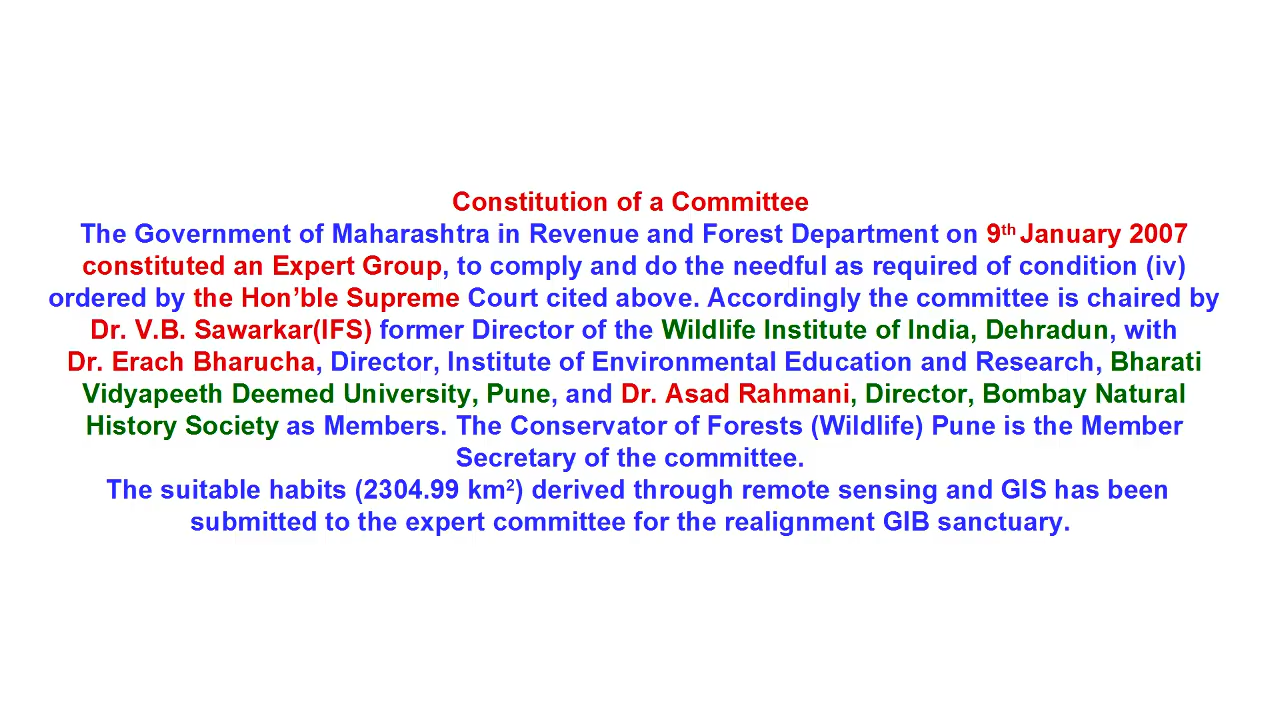 Constitution of a Committee
The Government of Maharashtra in Revenue and Forest Department on 9th January 2007
constituted an Expert Group, to comply and do the needful as required of condition (iv)
ordered by the Hon’ble Supreme Court cited above. Accordingly the committee is chaired by
Dr. V.B. Sawarkar(IFS) former Director of the Wildlife Institute of India, Dehradun, with
Dr. Erach Bharucha, Director, Institute of Environmental Education and Research, Bharati
Vidyapeeth Deemed University, Pune, and Dr. Asad Rahmani, Director, Bombay Natural
History Society as Members. The Conservator of Forests (Wildlife) Pune is the Member
Secretary of the committee.
The suitable habits (2304.99 km²) derived through remote sensing and GIS has been
submitted to the expert committee for the realignment GIB sanctuary.